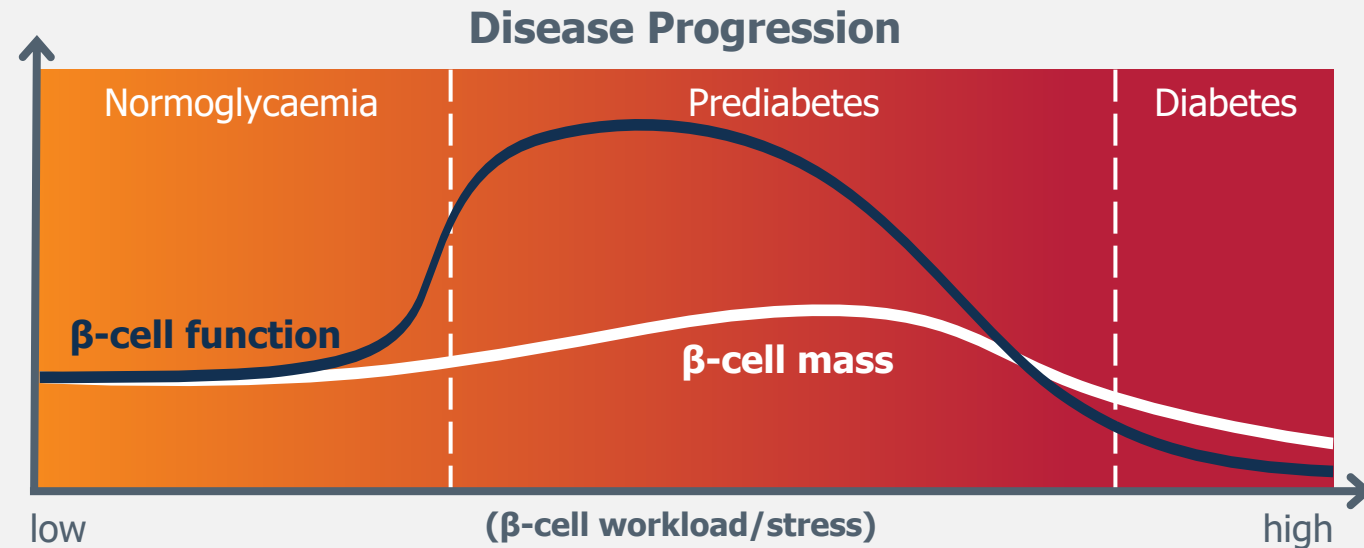 Disease Progression
Normoglycaemia
Prediabetes
Diabetes
β-cell function
β-cell mass
low
(β-cell workload/stress)
high